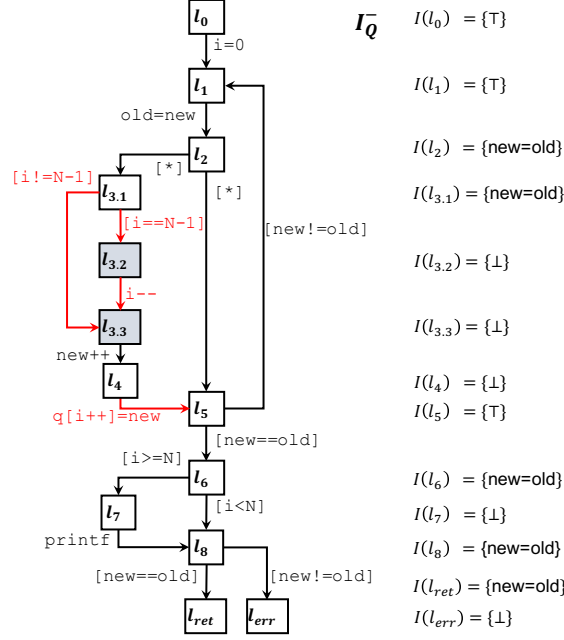 l0
I_Q^-
I(l0) = {⊤}
i=0
l1
I(l1) = {⊤}
old=new
l2
I(l2) = {new=old}
[*]
[*]
[i!=N-1]
l3.1
I(l3.1) = {new=old}
[i==N-1]
[new!=old]
l3.2
I(l3.2) = {⊥}
i--
l3.3
I(l3.3) = {⊥}
new++
l4
I(l4) = {⊥}
q[i++]=new
l5
I(l5) = {⊤}
[new==old]
[i>=N]
l6
I(l6) = {new=old}
[i<N]
l7
I(l7) = {⊥}
printf
l8
I(l8) = {new=old}
[new==old]
[new!=old]
I(lret) = {new=old}
lret
lerr
I(lerr) = {⊥}